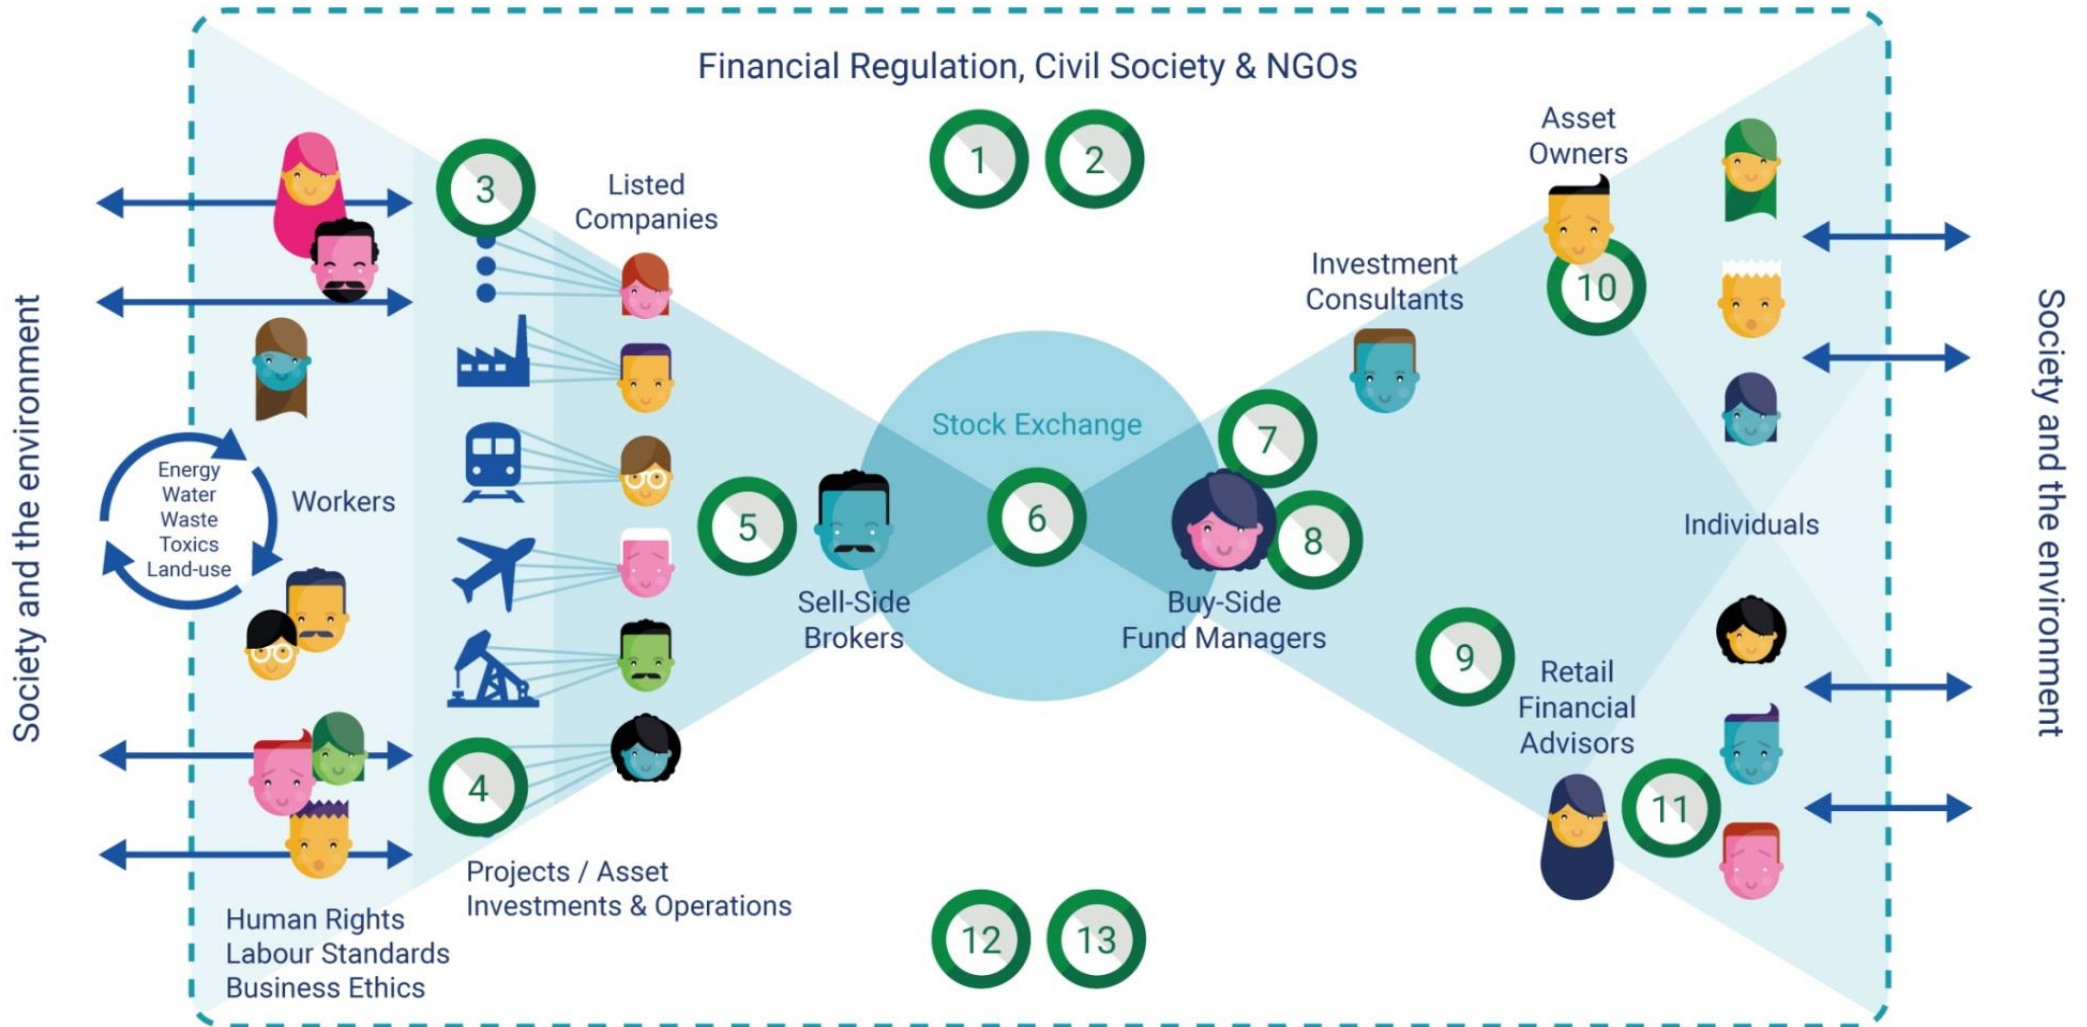 Financial Regulation, Civil Society & NGOs
1
2
Society and the environment
3
Listed
Companies
Asset
Owners
10
Investment
Consultants
Stock Exchange
7
Energy
Water
Waste
Toxics
Land-use
Workers
5
6
8
Individuals
Society and the environment
Sell-Side
Brokers
Buy-Side
Fund Managers
9
Retail
Financial
Advisors
4
11
Projects / Asset
Investments & Operations
Human Rights
Labour Standards
Business Ethics
12
13